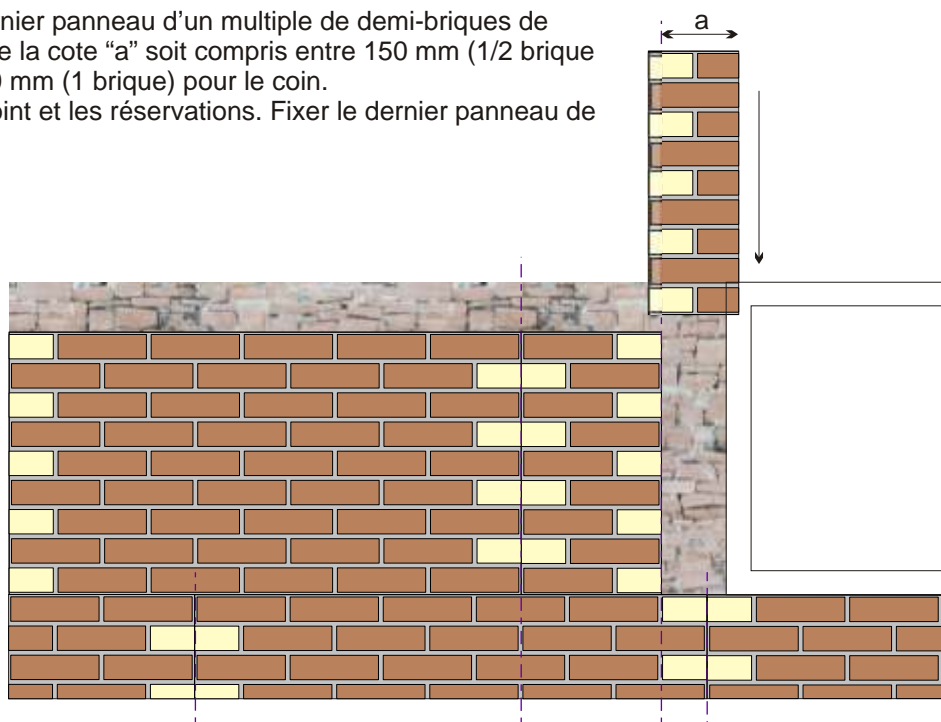 nier panneau d’un multiple de demi-briques de
e la cote “a” soit compris entre 150 mm (1/2 brique
0 mm (1 brique) pour le coin.
oint et les réservations. Fixer le dernier panneau de
a